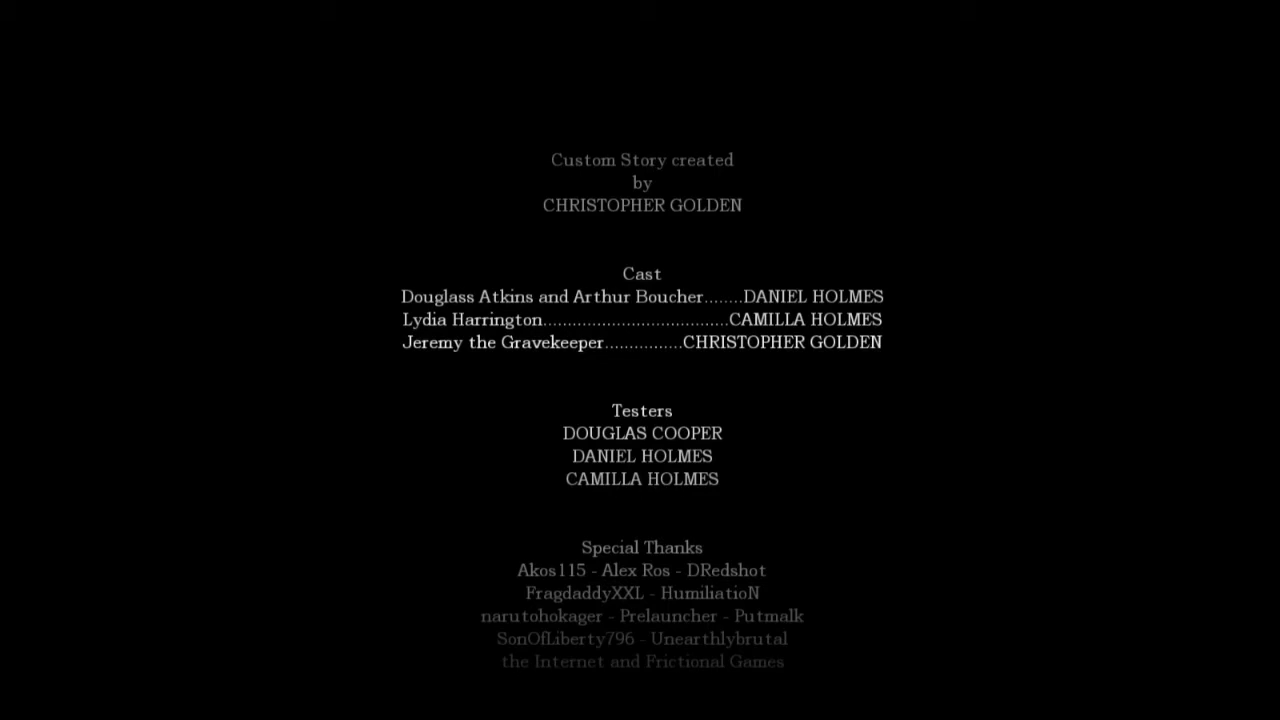 Custom Story created
by
CHRISTOPHER GOLDEN
Cast
Douglass Atkins and Arthur Boucher........DANIEL HOLMES
Lydia Harrington......................................CAMILLA HOLMES
Jeremy the Gravekeeper................CHRISTOPHER GOLDEN
Testers
DOUGLAS COOPER
DANIEL HOLMES
CAMILLA HOLMES
Special Thanks
Akos115 - Alex Ros - DRedshot
FragdaddyXXL - HumiliatioN
narutohokager - Prelauncher - Putmalk
SonOfLiberty796 - Unearthlybrutal
the Internet and Frictional Games